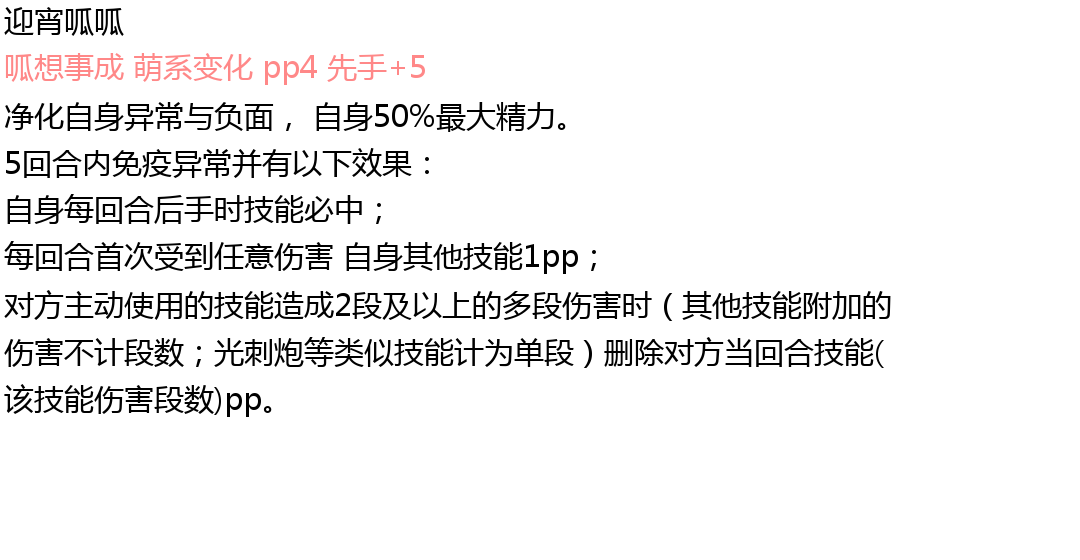 迎宵呱呱
呱想事成 萌系变化 pp4 先手+5
净化自身异常与负面， 自身50%最大精力。
5回合内免疫异常并有以下效果：
自身每回合后手时技能必中；
每回合首次受到任意伤害 自身其他技能1pp；
对方主动使用的技能造成2段及以上的多段伤害时（其他技能附加的
伤害不计段数；光刺炮等类似技能计为单段）删除对方当回合技能(
该技能伤害段数)pp。